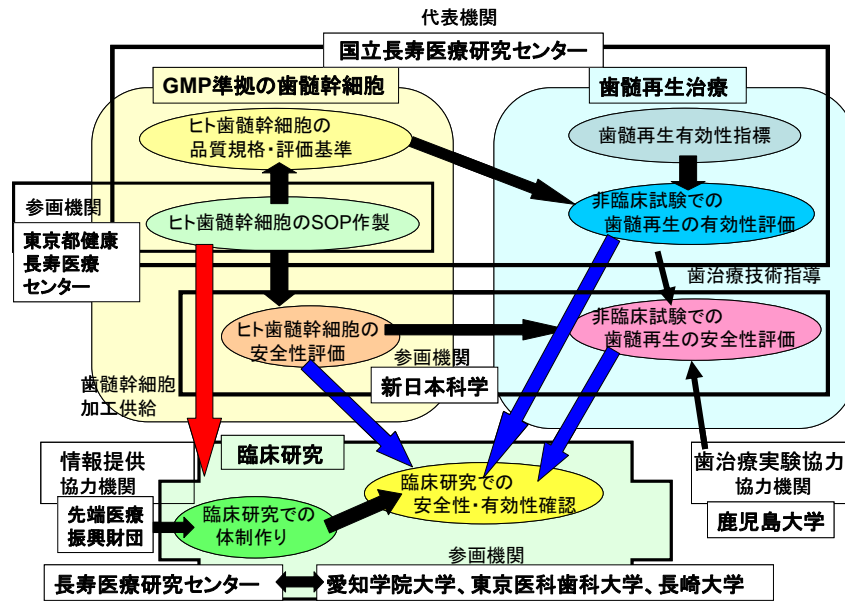 代表機関
国立長寿医療研究センター
GMP準拠の歯髄幹細胞
歯髄再生治療
ヒト歯髄幹細胞の
品質規格・評価基準
歯髄再生有効性指標
参画機関
東京都健康
長寿医療
センター
ヒト歯髄幹細胞のSOP作製
非臨床試験での
歯髄再生の有効性評価
歯治療技術指導
ヒト歯髄幹細胞の
安全性評価
非臨床試験での
歯髄再生の安全性評価
参画機関
新日本科学
歯髄幹細胞
加工供給
情報提供
協力機関
先端医療
振興財団
臨床研究
臨床研究での
安全性・有効性確認
臨床研究での
体制作り
歯治療実験協力
協力機関
鹿児島大学
参画機関
長寿医療研究センター
愛知学院大学、東京医科歯科大学、長崎大学